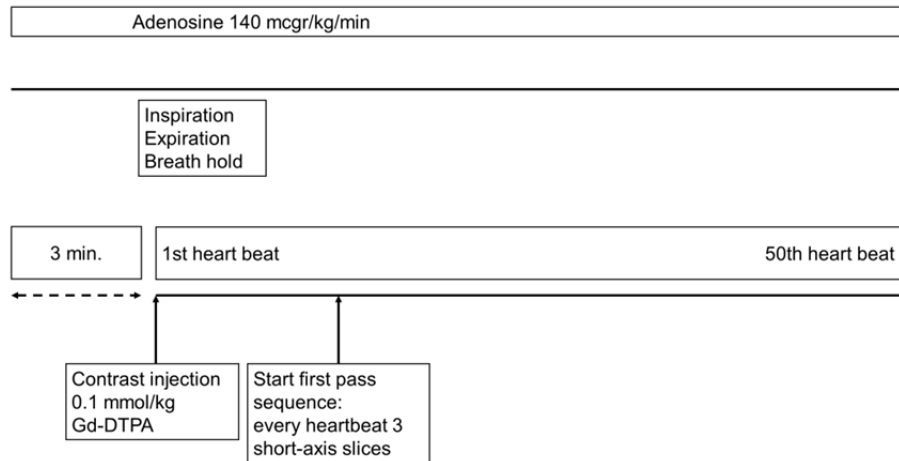 Adenosine 140 mcgr/kg/min
Inspiration
Expiration
Breath hold
3 min.
1st heart beat
50th heart beat
Contrast injection
0.1 mmol/kg
Gd-DTPA
Start first pass
sequence:
every heartbeat 3
short-axis slices